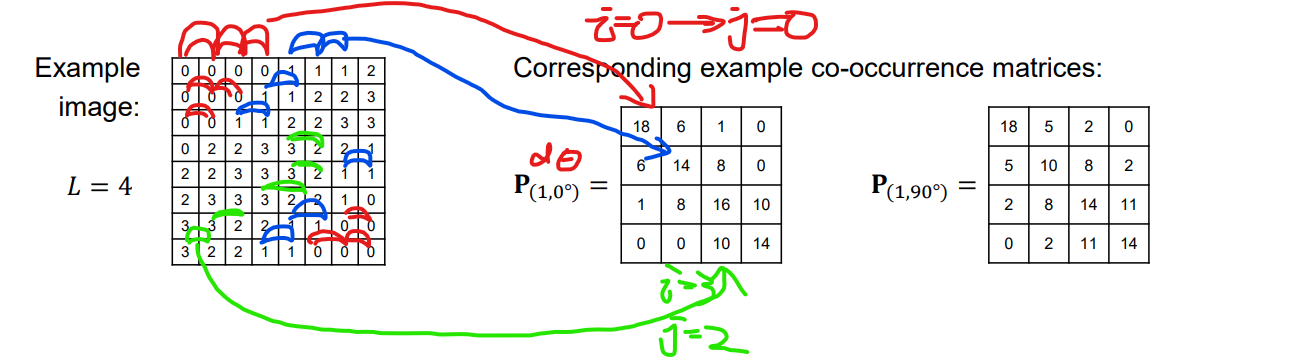 i=0→j=0
Example image:
0 0 0 0 1 1 1 2
0 0 0 1 1 2 2 3
0 0 1 1 2 2 3 3
0 2 2 3 3 2 2 1
2 2 3 3 3 2 1 1
2 3 3 3 2 2 1 0
3 3 2 2 1 1 0 0
3 2 2 1 1 0 0 0
L = 4
Corresponding example co-occurrence matrices:
d θ
P(1,0°) =
18 6 1 0
6 14 8 0
1 8 16 10
0 0 10 14
i=3
j=2
P(1,90°) =
18 5 2 0
5 10 8 2
2 8 14 11
0 2 11 14